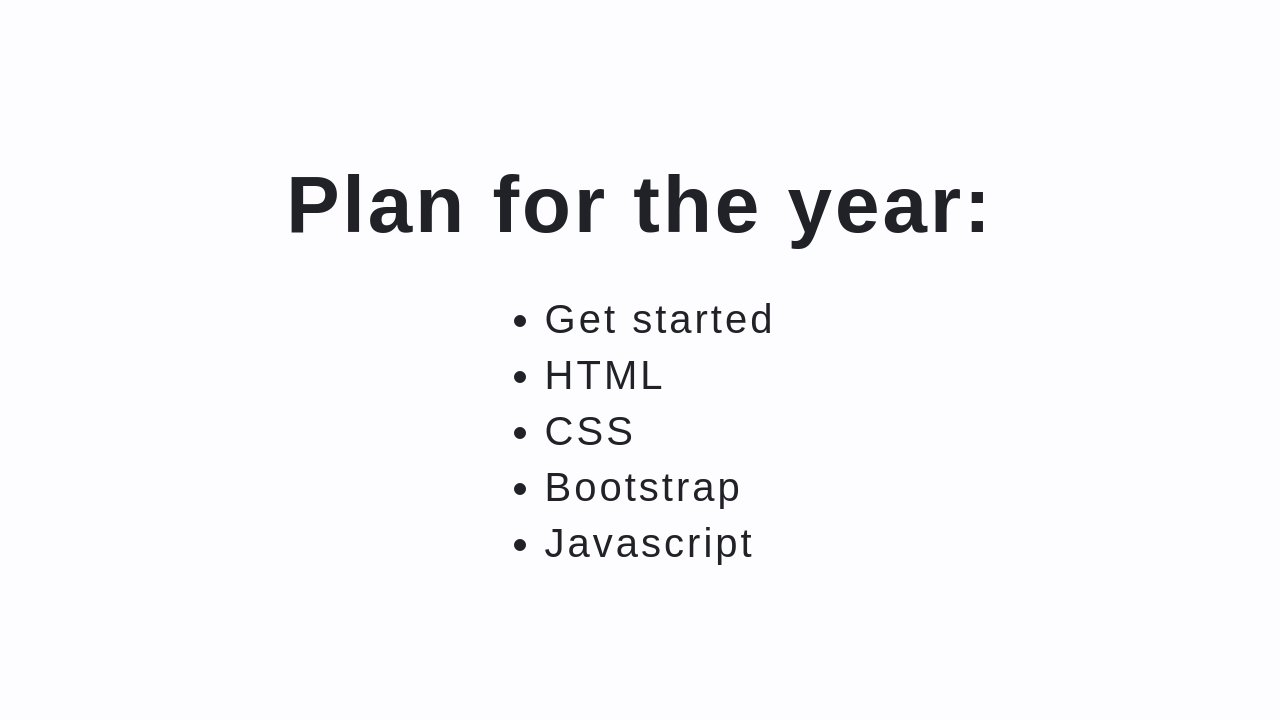 Plan for the year:
• Get started
• HTML
• CSS
• Bootstrap
• Javascript